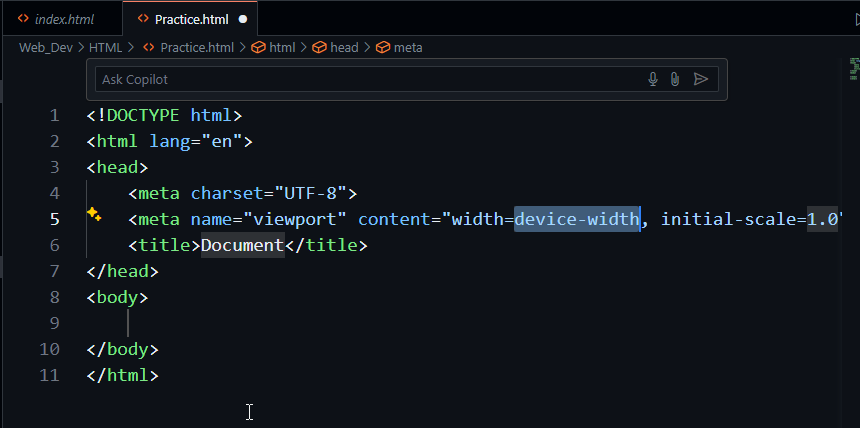 index.html Practice.html
Web_Dev > HTML > Practice.html > html > head > meta
Ask Copilot
1 <!DOCTYPE html>
2 <html lang="en">
3 <head>
4 <meta charset="UTF-8">
5 <meta name="viewport" content="width=device-width, initial-scale=1.0"
6 <title>Document</title>
7 </head>
8 <body>
9
10 </body>
11 </html>